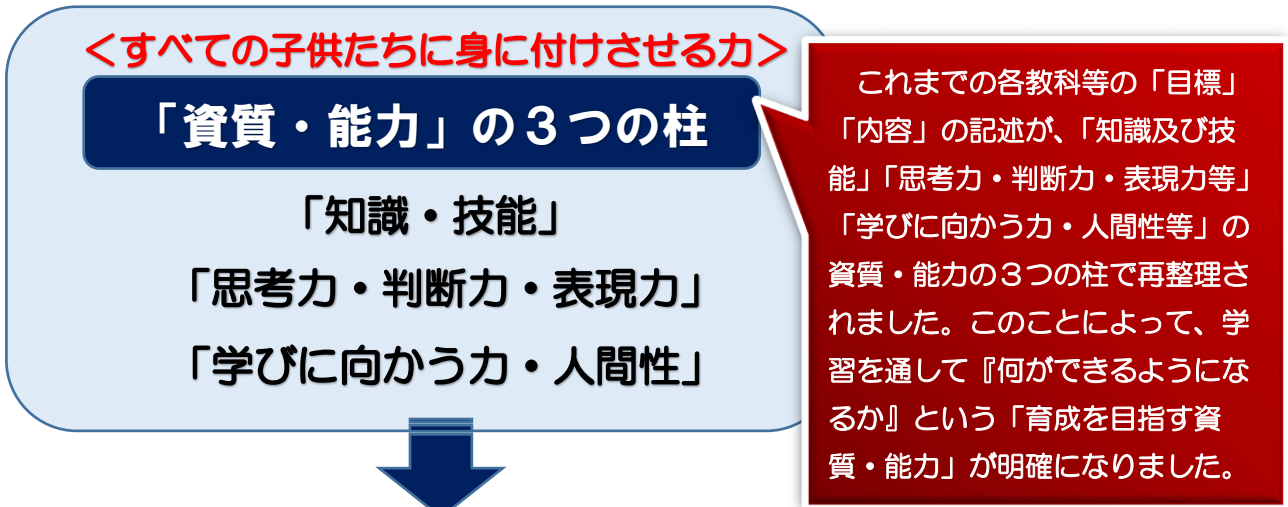 ＜すべての子供たちに身に付けさせる力＞
「資質・能力」の３つの柱
「知識・技能」
「思考力・判断力・表現力」
「学びに向かう力・人間性」
これまでの各教科等の「目標」
「内容」の記述が、「知識及び技
能」「思考力・判断力・表現力等」
「学びに向かう力・人間性等」の
資質・能力の３つの柱で再整理さ
れました。このことによって、学
習を通して『何ができるようにな
るか』という「育成を目指す資
質・能力」が明確になりました。